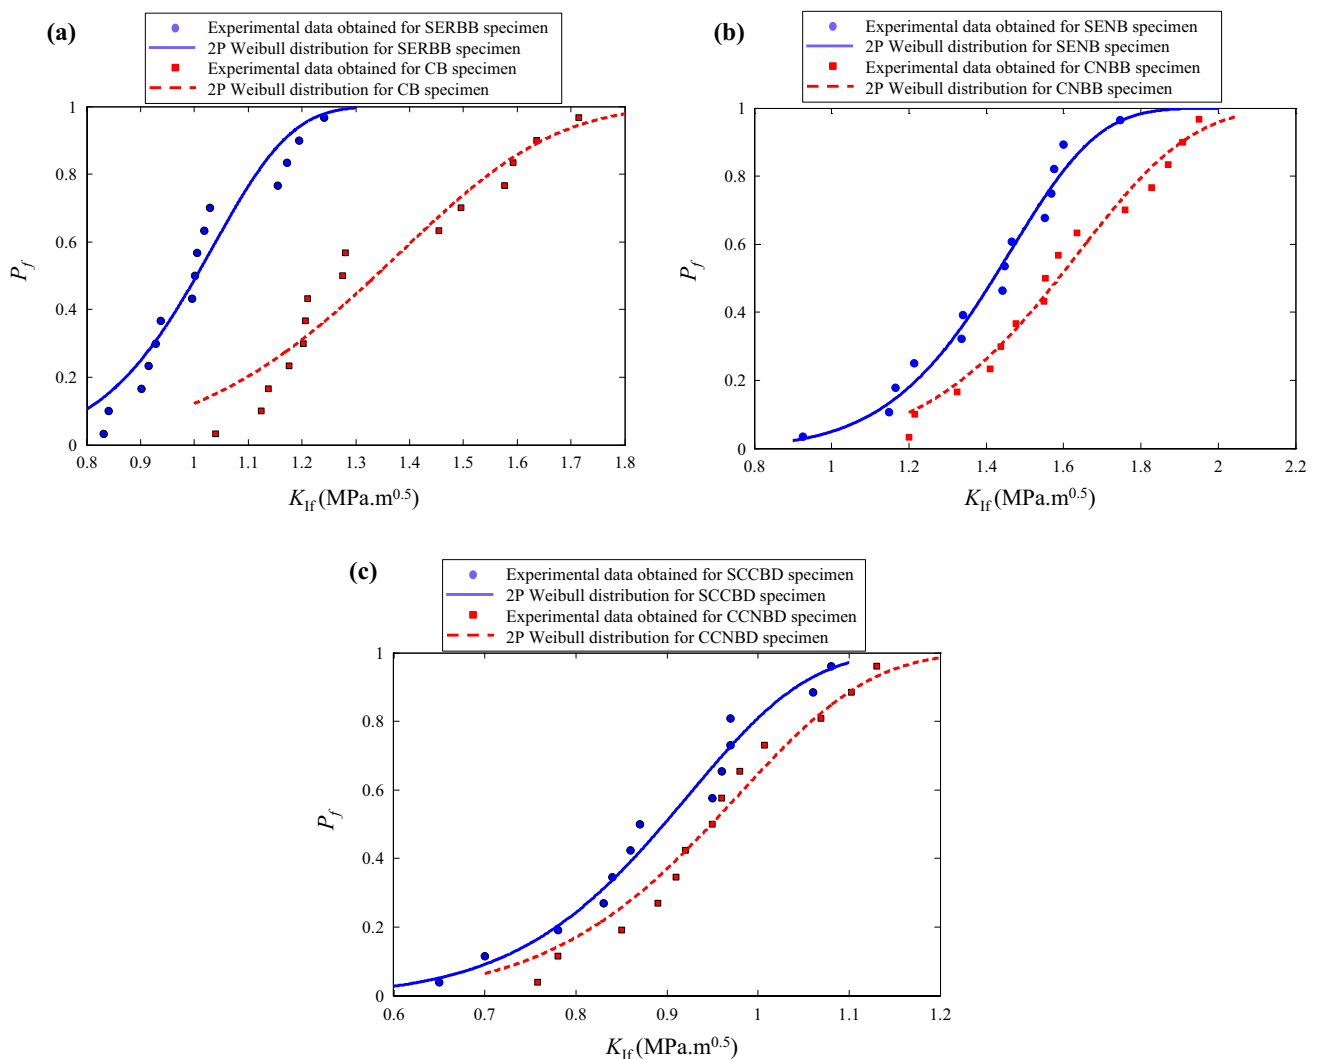 (a)
Experimental data obtained for SERBB specimen
2P Weibull distribution for SERBB specimen
Experimental data obtained for CB specimen
2P Weibull distribution for CB specimen
1
0.8
0.6
0.4
0.2
0
P_f
0.8 0.9 1 1.1 1.2 1.3 1.4 1.5 1.6 1.7 1.8
K_If (MPa.m^0.5)
(b)
Experimental data obtained for SENB specimen
2P Weibull distribution for SENB specimen
Experimental data obtained for CNBB specimen
2P Weibull distribution for CNBB specimen
1
0.8
0.6
0.4
0.2
0
P_f
0.8 1 1.2 1.4 1.6 1.8 2 2.2
K_If (MPa.m^0.5)
(c)
Experimental data obtained for SCCBD specimen
2P Weibull distribution for SCCBD specimen
Experimental data obtained for CCNBD specimen
2P Weibull distribution for CCNBD specimen
1
0.8
0.6
0.4
0.2
0
P_f
0.6 0.7 0.8 0.9 1 1.1 1.2
K_If (MPa.m^0.5)